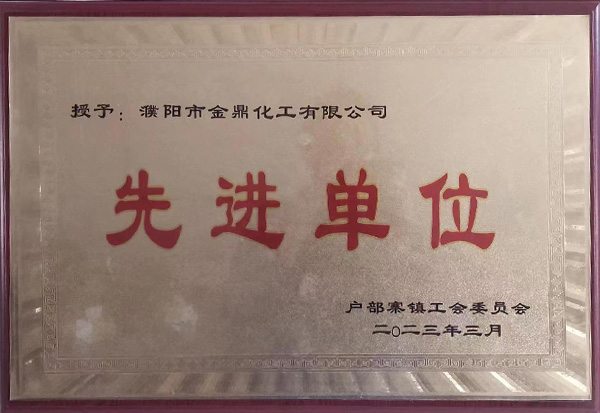 授予：濮阳市金鼎化工有限公司
先进单位
户部寨镇工会委员会
二〇二三年三月